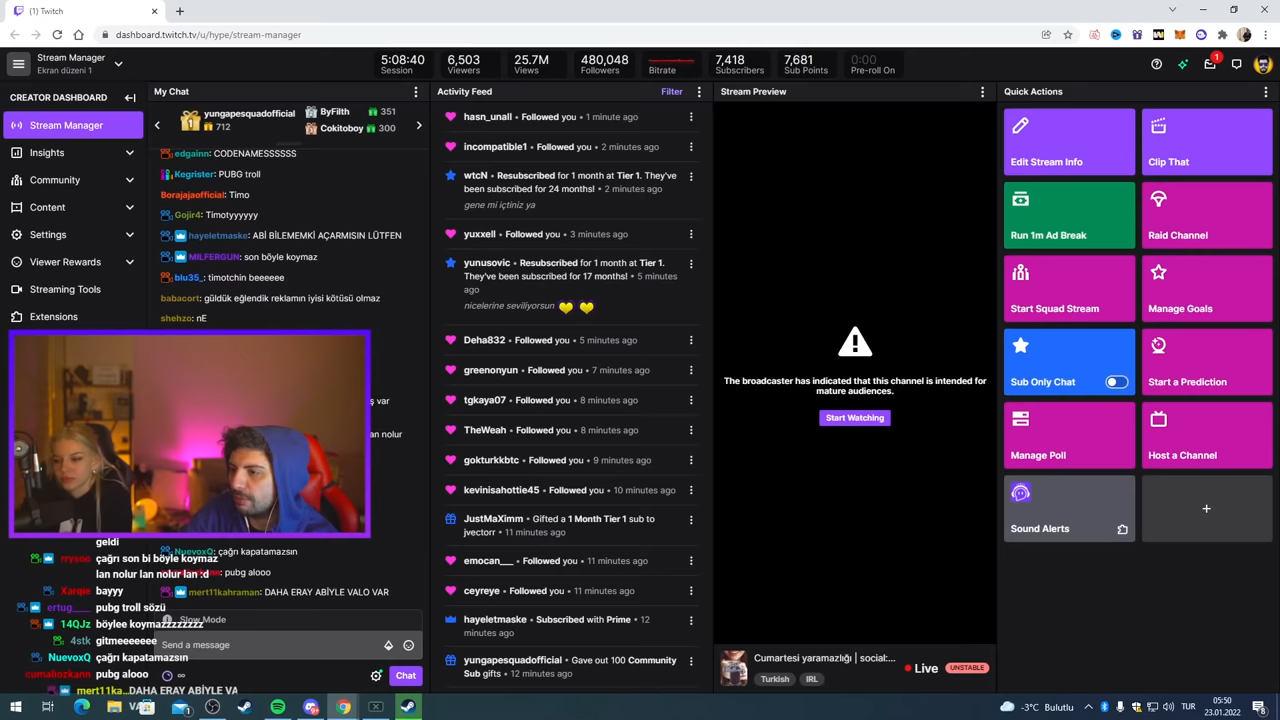 (1) Twitch
dashboard.twitch.tv/u/hype/stream-manager
Stream Manager
Ekran düzeni 1
5:08:40
Session
6,503
Viewers
25.7M
Views
480,048
Followers
Bitrate
7,418
Subscribers
7,681
Sub Points
0:00
Pre-roll On
1
CREATOR DASHBOARD
Stream Manager
Insights
Community
Content
Settings
Viewer Rewards
Streaming Tools
Extensions
My Chat
yungapesquadofficial
712
ByFilth 351
Cokitoboy 300
edgainn: CODENAMESSSSSS
Kegrister: PUBG troll
Borajajaofficial: Timo
Gojir4: Timotyyyyyy
hayeletmaske: ABİ BİLEMEMKİ AÇARMISIN LÜTFEN
MILFERGUN: son böyle koymaz
blu35_: timotchin beeeeee
babacort: güldük eğlendik reklamın iyisi kötüsü olmaz
shehzo: nE
ş var
an nolur
NuevoxQ: çağrı kapatamazsın
pubg alooo
mert11kahraman: DAHA ERAY ABİYLE VALO VAR
Slow Mode
Send a message
Chat
geldi
rrysoo çağrı son bi böyle koymaz
lan nolur lan nolur lan :d
Xarqie bayyy
ertug____ pubg troll sözü
14QJz böylee koymazzzzzzzz
4stk gitmeeeeeee
NuevoxQ çağrı kapatamazsın
cumaliozkann pubg alooo
mert11ka... DAHA ERAY ABİYLE VA
Activity Feed
Filter
hasn_unall • Followed you • 1 minute ago
incompatible1 • Followed you • 2 minutes ago
wtcN • Resubscribed for 1 month at Tier 1. They've
been subscribed for 24 months! • 2 minutes ago
gene mi içtiniz ya
yuxxell • Followed you • 3 minutes ago
yunusovic • Resubscribed for 1 month at Tier 1.
They've been subscribed for 17 months! • 5 minutes
ago
nicelerine seviliyorsun
Deha832 • Followed you • 5 minutes ago
greenonyun • Followed you • 7 minutes ago
tgkaya07 • Followed you • 8 minutes ago
TheWeah • Followed you • 8 minutes ago
gokturkkbtc • Followed you • 9 minutes ago
kevinisahottie45 • Followed you • 10 minutes ago
JustMaXimm • Gifted a 1 Month Tier 1 sub to
jvectorr • 11 minutes ago
emocan___ • Followed you • 11 minutes ago
ceyreye • Followed you • 11 minutes ago
hayeletmaske • Subscribed with Prime • 12
minutes ago
yungapesquadofficial • Gave out 100 Community
Sub gifts • 12 minutes ago
Stream Preview
The broadcaster has indicated that this channel is intended for
mature audiences.
Start Watching
Cumartesi yaramazlığı | social:...
Turkish
IRL
Live
UNSTABLE
Quick Actions
Edit Stream Info
Clip That
Run 1m Ad Break
Raid Channel
Start Squad Stream
Manage Goals
Sub Only Chat
Start a Prediction
Manage Poll
Host a Channel
Sound Alerts
-3°C Bulutlu
TUR
05:50
23.01.2022